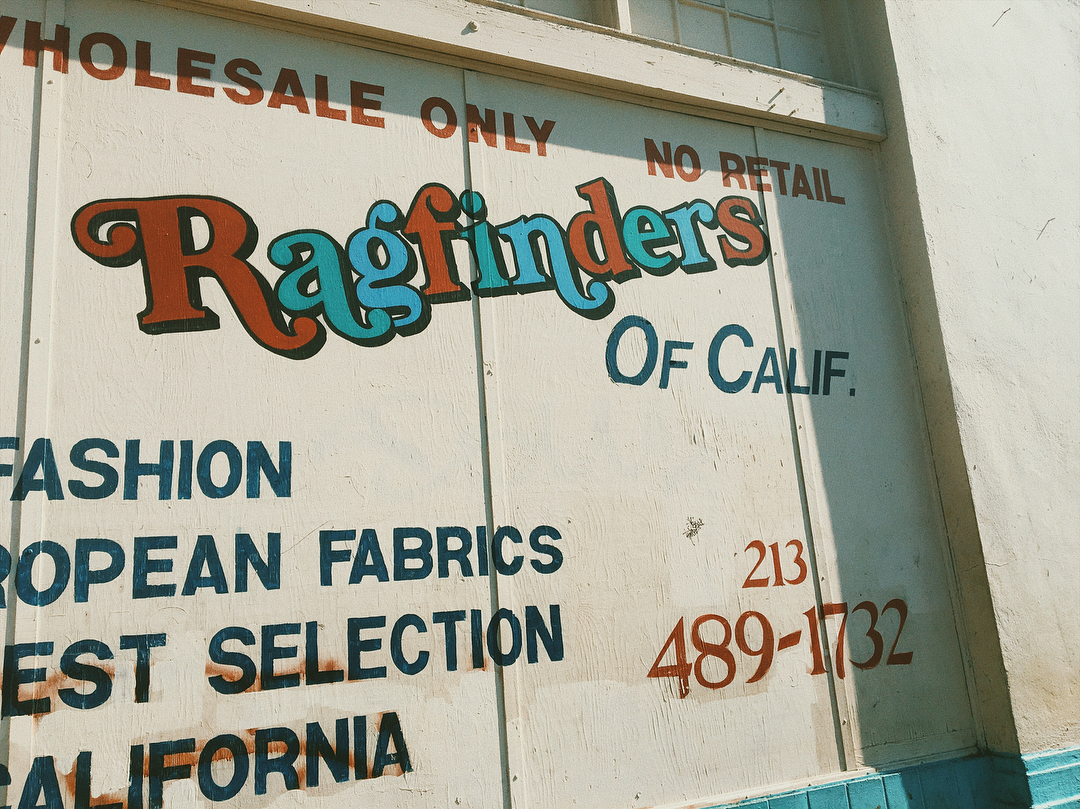 WHOLESALE ONLY NO RETAIL
Ragfinders
OF CALIF.
FASHION
ROPEAN FABRICS
EST SELECTION
CALIFORNIA
213
489-1732